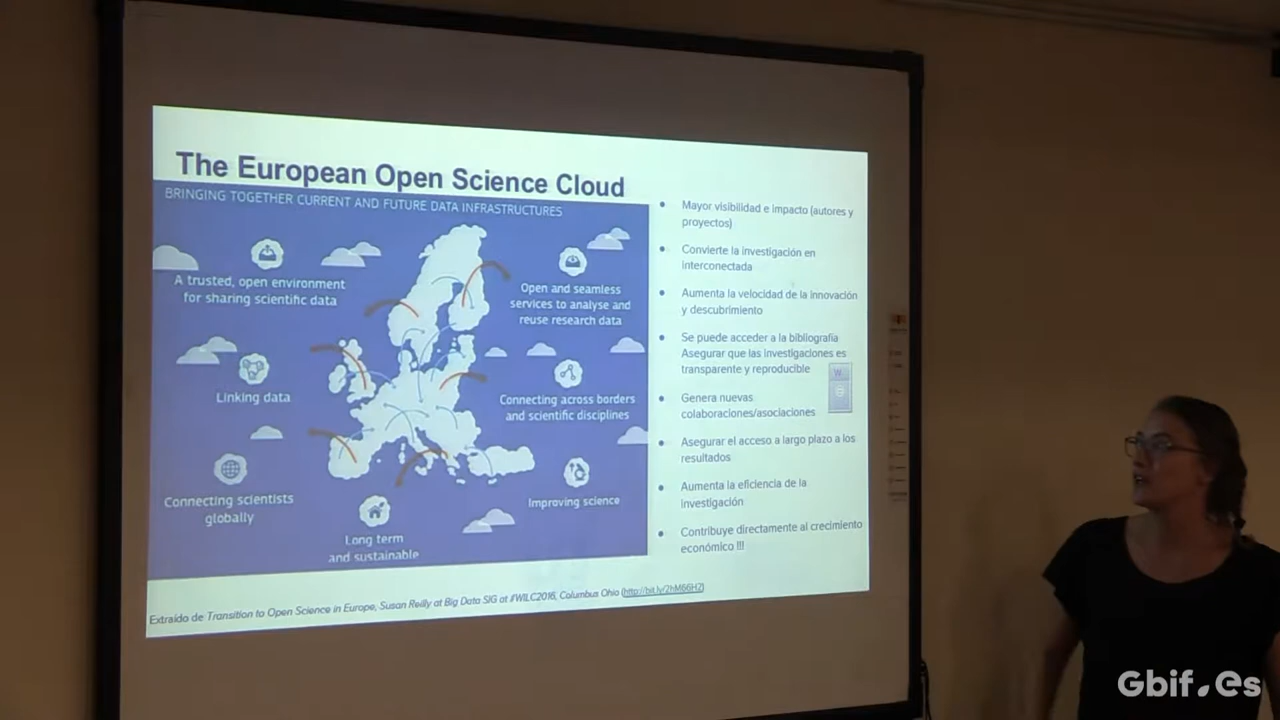 The European Open Science Cloud
BRINGING TOGETHER CURRENT AND FUTURE DATA INFRASTRUCTURES
A trusted, open environment
for sharing scientific data
Open and seamless
services to analyse and
reuse research data
Linking data
Connecting across borders
and scientific disciplines
Connecting scientists
globally
Improving science
Long term
and sustainable
Mayor visibilidad e impacto (autores y
proyectos)
Convierte la investigación en
interconectada
Aumenta la velocidad de la innovación
y descubrimiento
Se puede acceder a la bibliografía
Asegurar que las investigaciones es
transparente y reproducible
Genera nuevas
colaboraciones/asociaciones
Asegurar el acceso a largo plazo a los
resultados
Aumenta la eficiencia de la
investigación
Contribuye directamente al crecimiento
económico !!!
Extraído de Transition to Open Science in Europe, Susan Reilly at Big Data SIG at #WILC2016, Columbus Ohio
Gbif.es